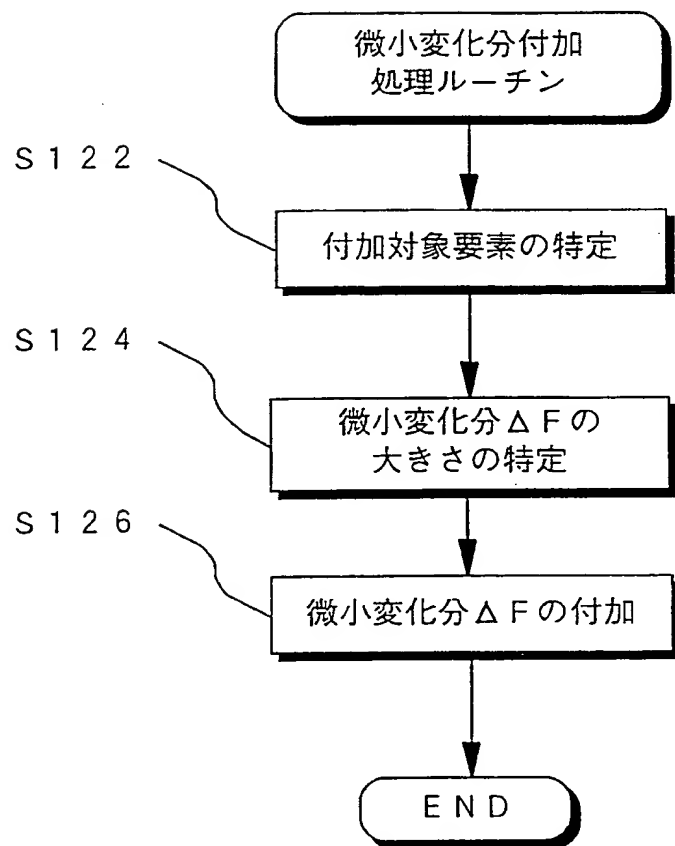 微小変化分付加
処理ルーチン
S122
付加対象要素の特定
S124
微小変化分ΔFの
大きさの特定
S126
微小変化分ΔFの付加
END